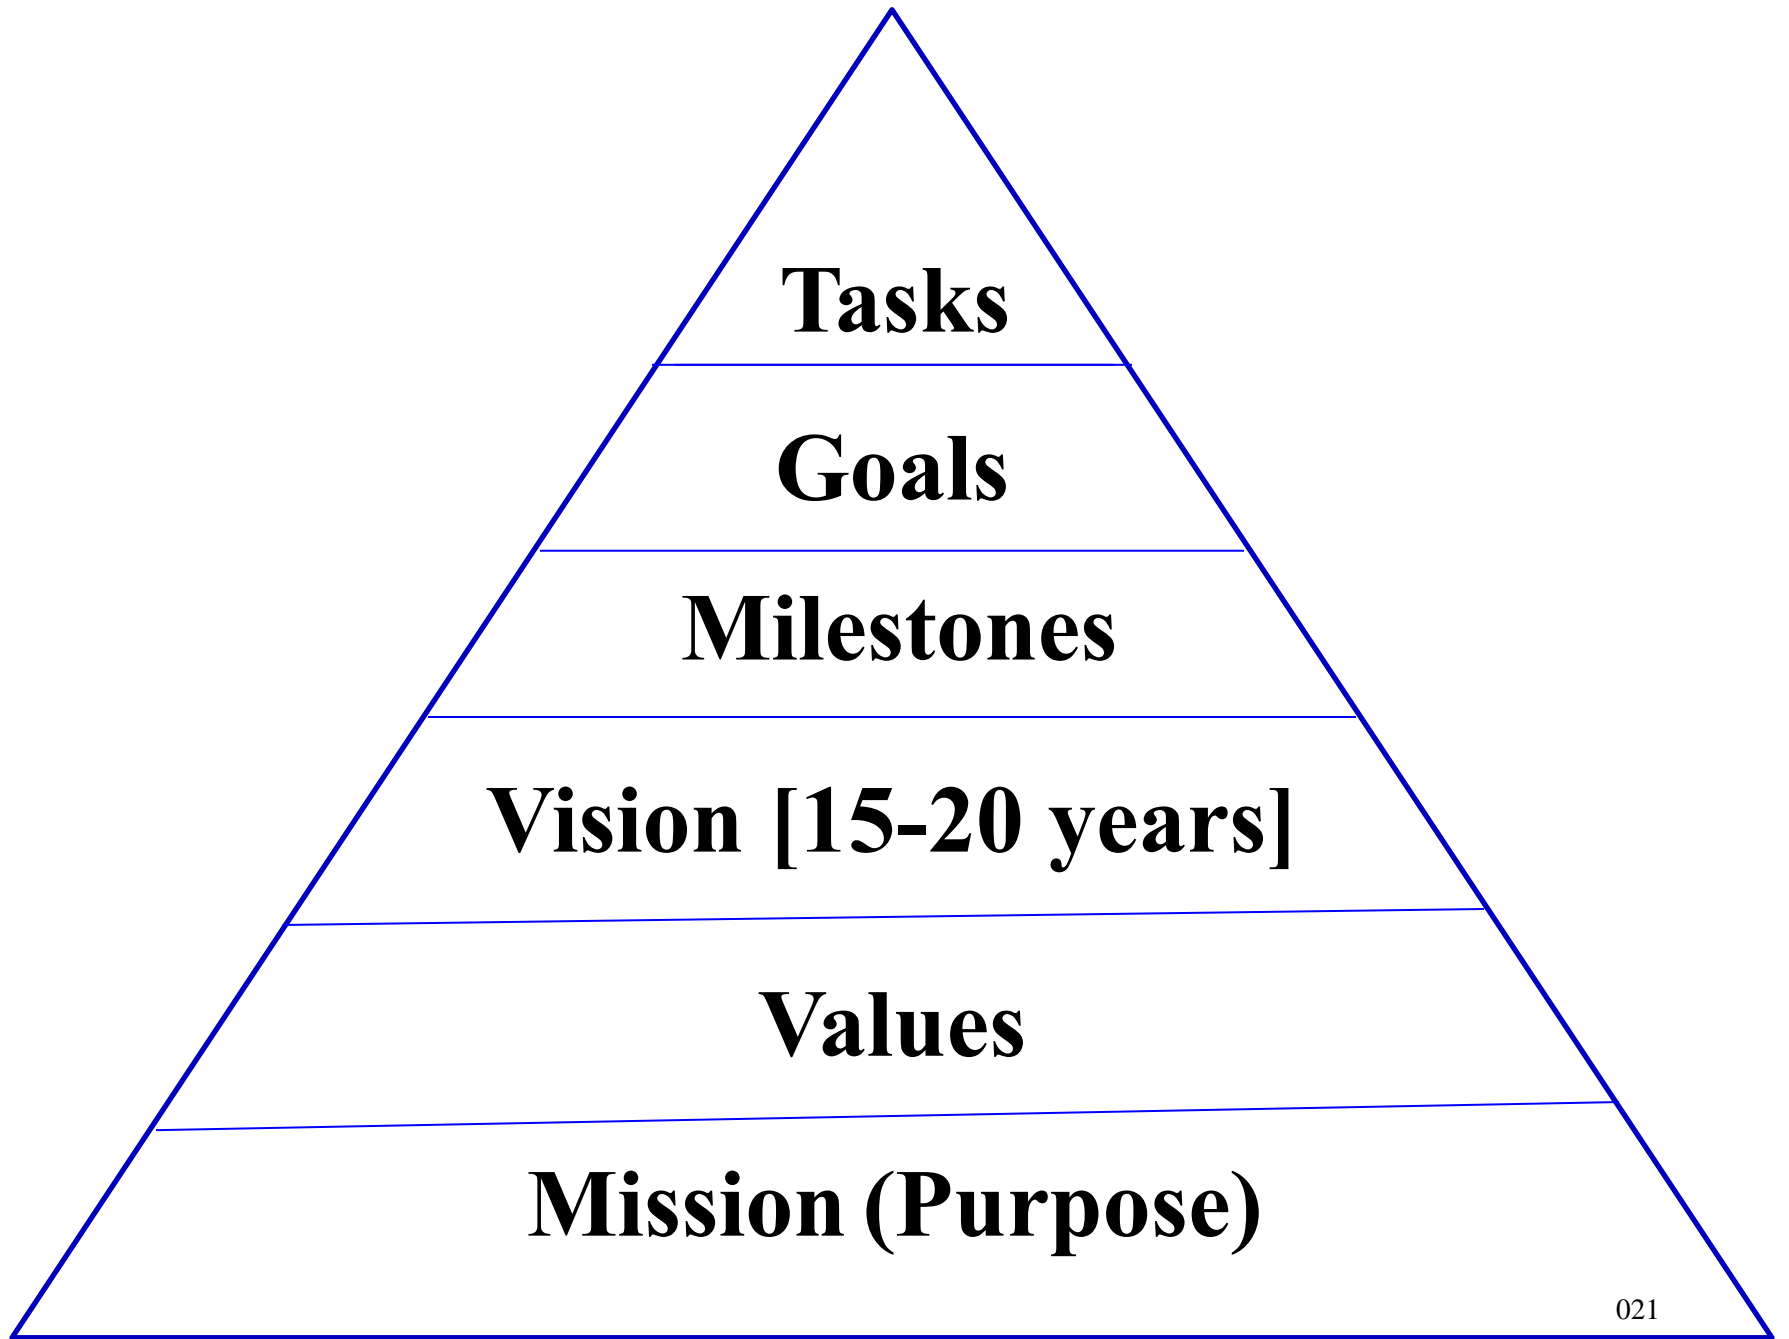 Tasks
Goals
Milestones
Vision [15-20 years]
Values
Mission (Purpose)
021